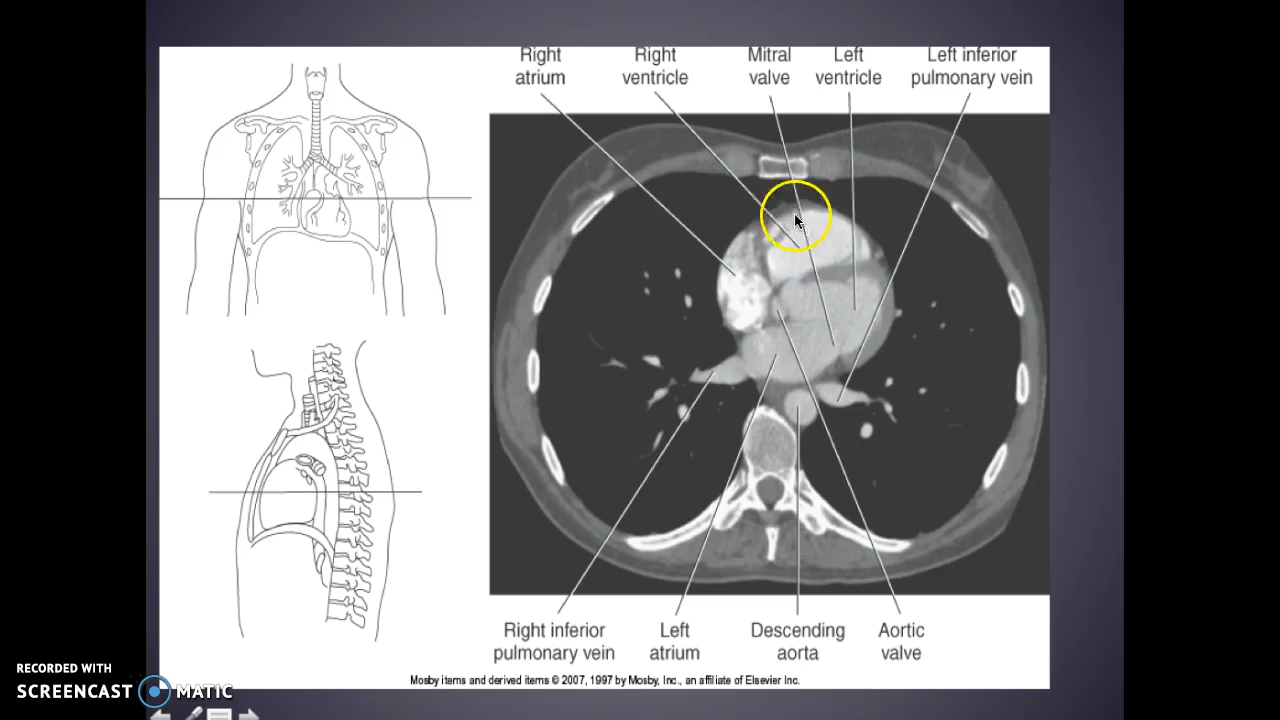 Right atrium
Right ventricle
Mitral valve
Left ventricle
Left inferior pulmonary vein
Right inferior pulmonary vein
Left atrium
Descending aorta
Aortic valve
Mosby items and derived items © 2007, 1997 by Mosby, Inc., an affiliate of Elsevier Inc.
RECORDED WITH
SCREENCAST MATIC